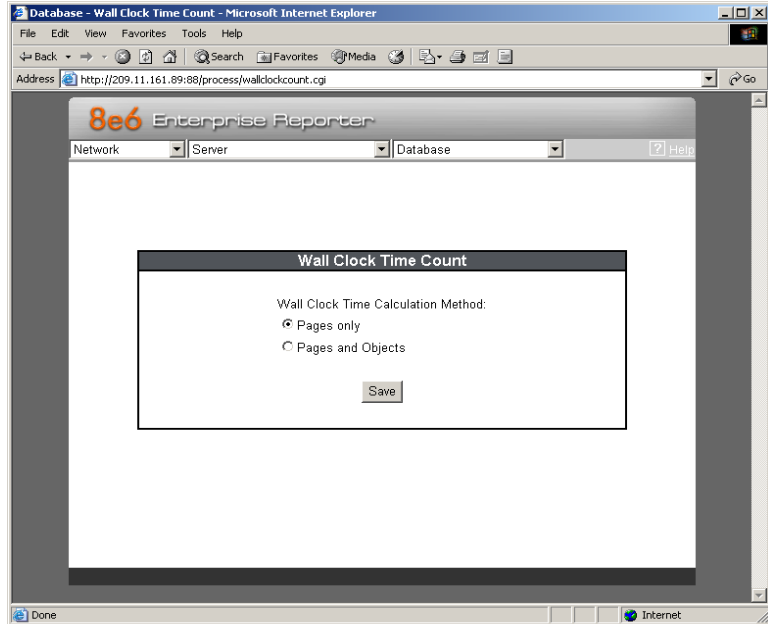 Database - Wall Clock Time Count - Microsoft Internet Explorer
File Edit View Favorites Tools Help
Back Search Favorites Media
Address http://209.11.161.89:88/process/wallclockcount.cgi Go
8e6 Enterprise Reporter
Network Server Database ? Help
Wall Clock Time Count
Wall Clock Time Calculation Method:
Pages only
Pages and Objects
Save
Done Internet